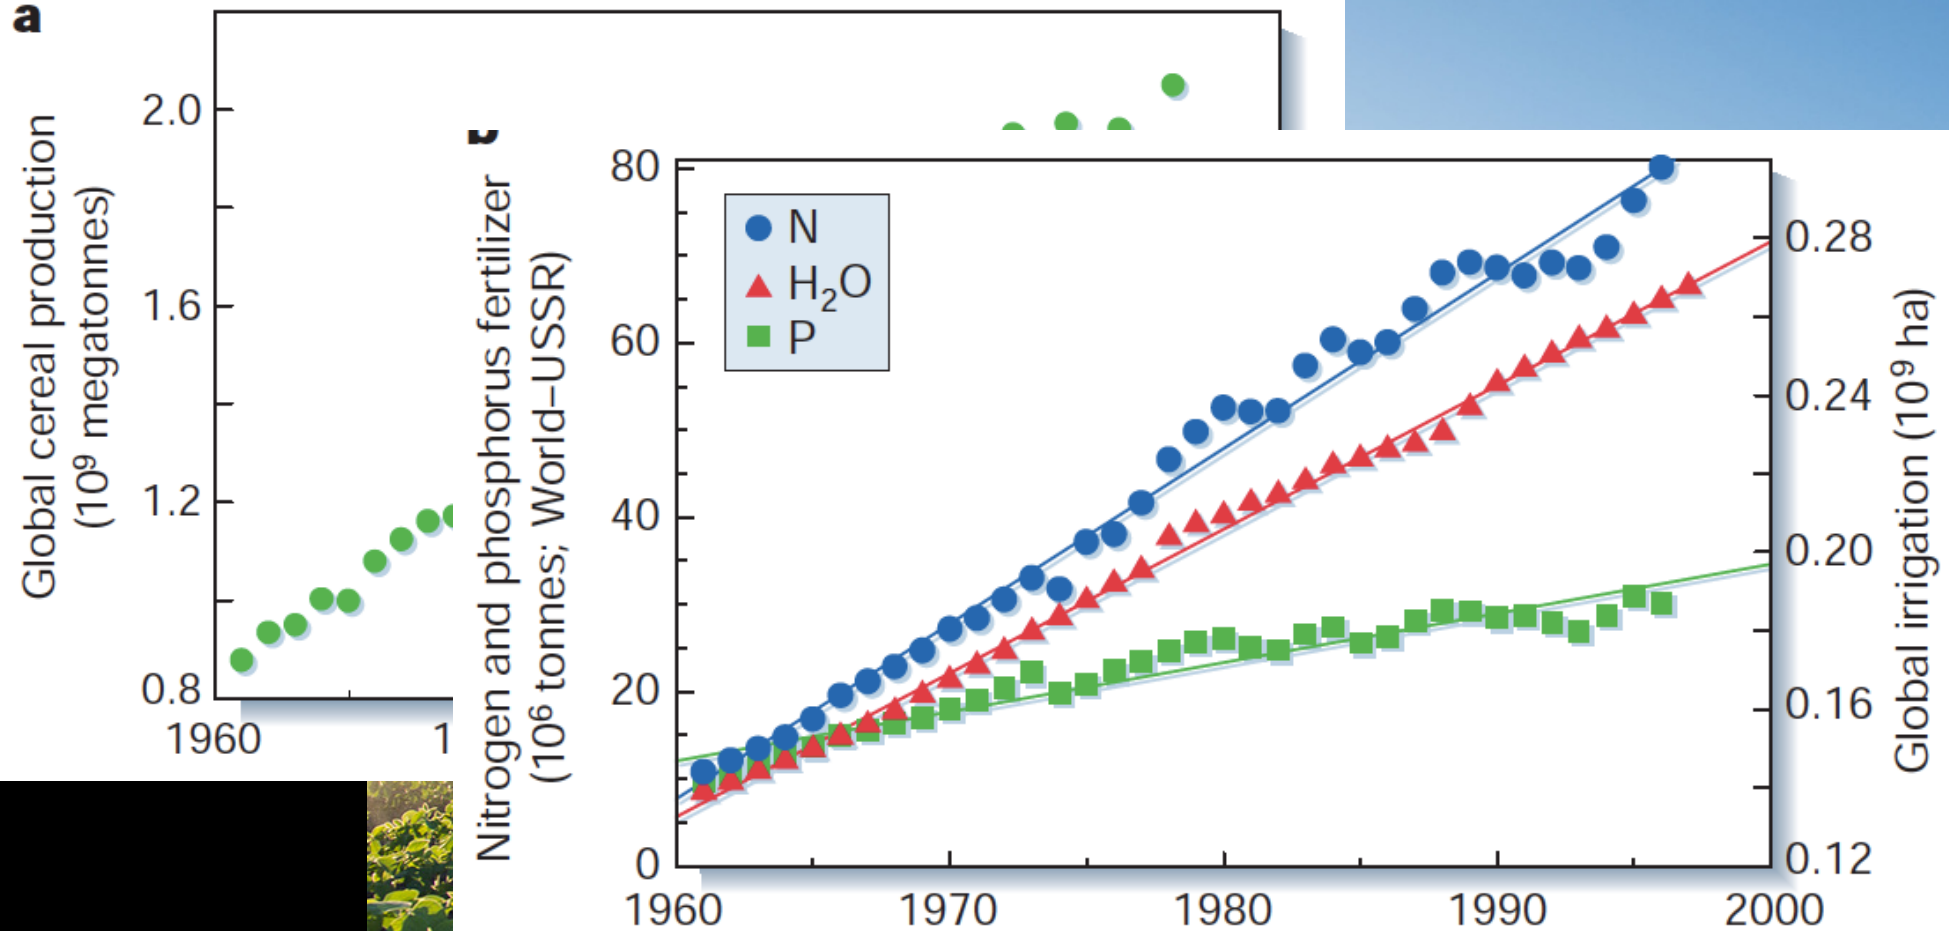 a
Global cereal production
(10⁹ megatonnes)
2.0
1.6
1.2
0.8
1960
1
b
Nitrogen and phosphorus fertilizer
(10⁶ tonnes; World–USSR)
80
60
40
20
0
N
H₂O
P
1960
1970
1980
1990
2000
0.28
0.24
0.20
0.16
0.12
Global irrigation (10⁹ ha)